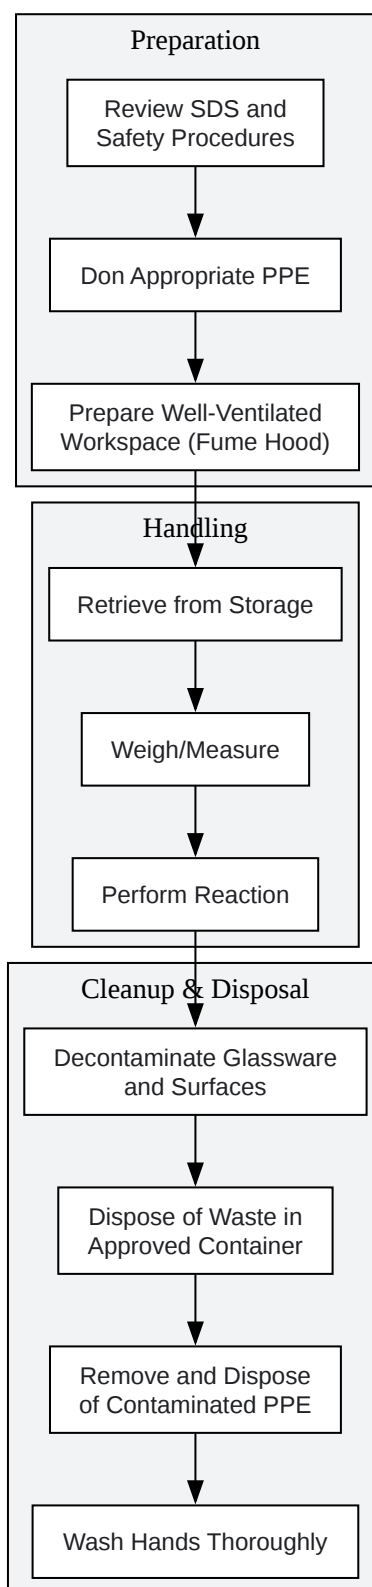 Preparation
Review SDS and
Safety Procedures
Don Appropriate PPE
Prepare Well-Ventilated
Workspace (Fume Hood)
Handling
Retrieve from Storage
Weigh/Measure
Perform Reaction
Cleanup & Disposal
Decontaminate Glassware
and Surfaces
Dispose of Waste in
Approved Container
Remove and Dispose
of Contaminated PPE
Wash Hands Thoroughly